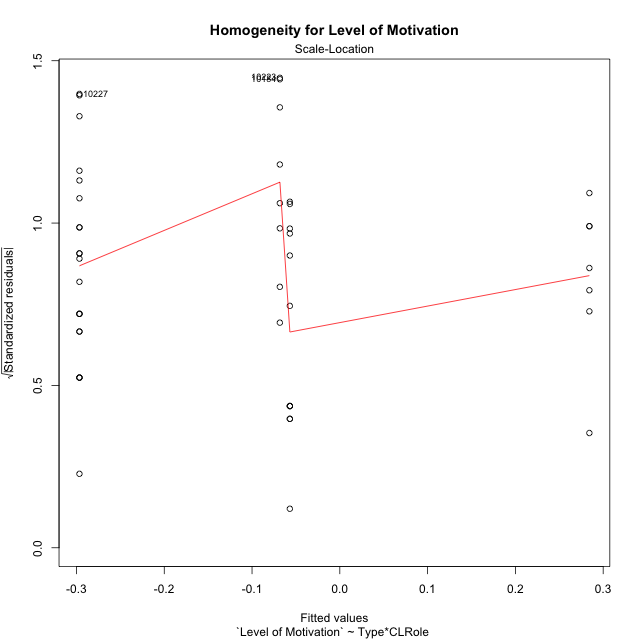 Homogeneity for Level of Motivation
Scale-Location
√|Standardized residuals|
1.5
1.0
0.5
0.0
10227
-0.3
-0.2
-0.1
0.0
0.1
0.2
0.3
Fitted values
`Level of Motivation` ~ Type*CLRole